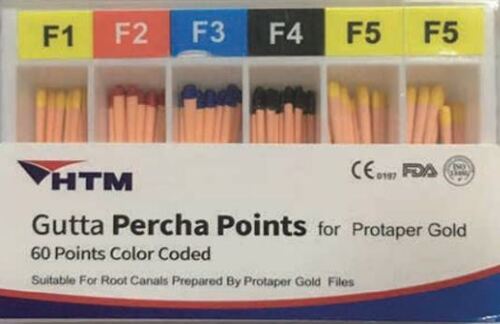 F1 F2 F3 F4 F5 F5
HTM
CE 0197 FDA ISO
Gutta Percha Points for Protaper Gold
60 Points Color Coded
Suitable For Root Canals Prepared By Protaper Gold Files